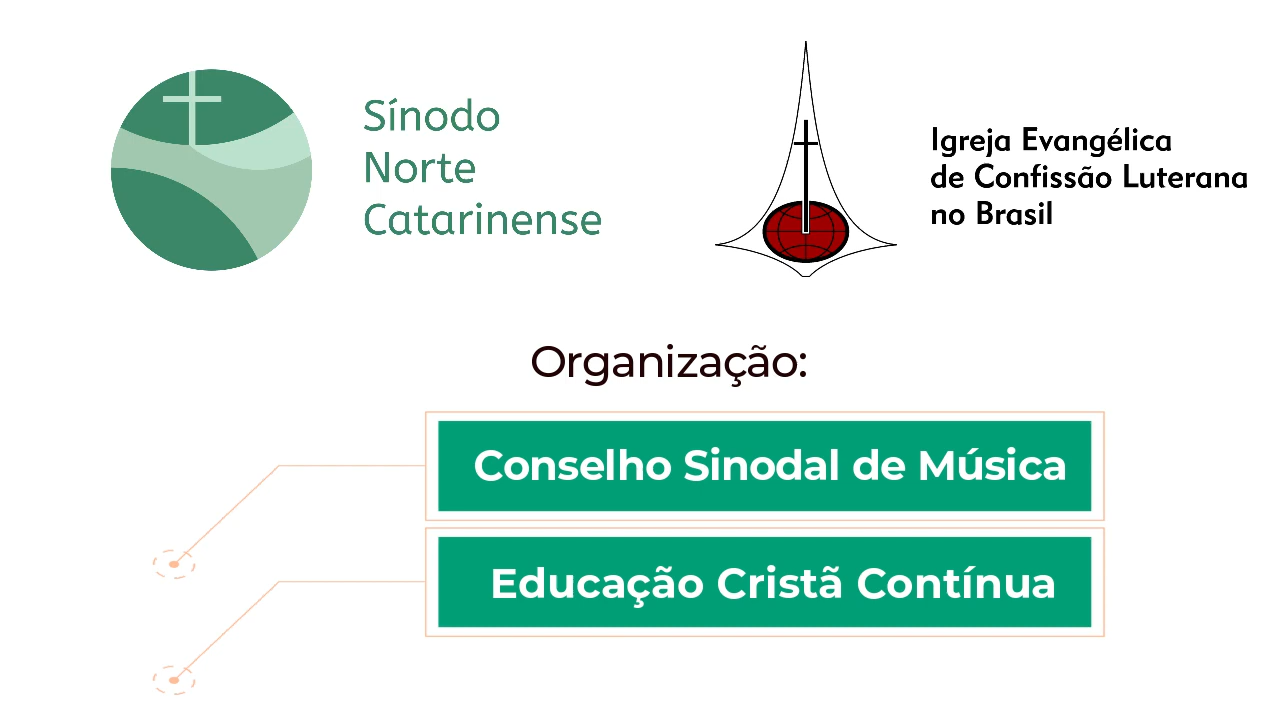 Sínodo
Norte
Catarinense
Igreja Evangélica
de Confissão Luterana
no Brasil
Organização:
Conselho Sinodal de Música
Educação Cristã Contínua